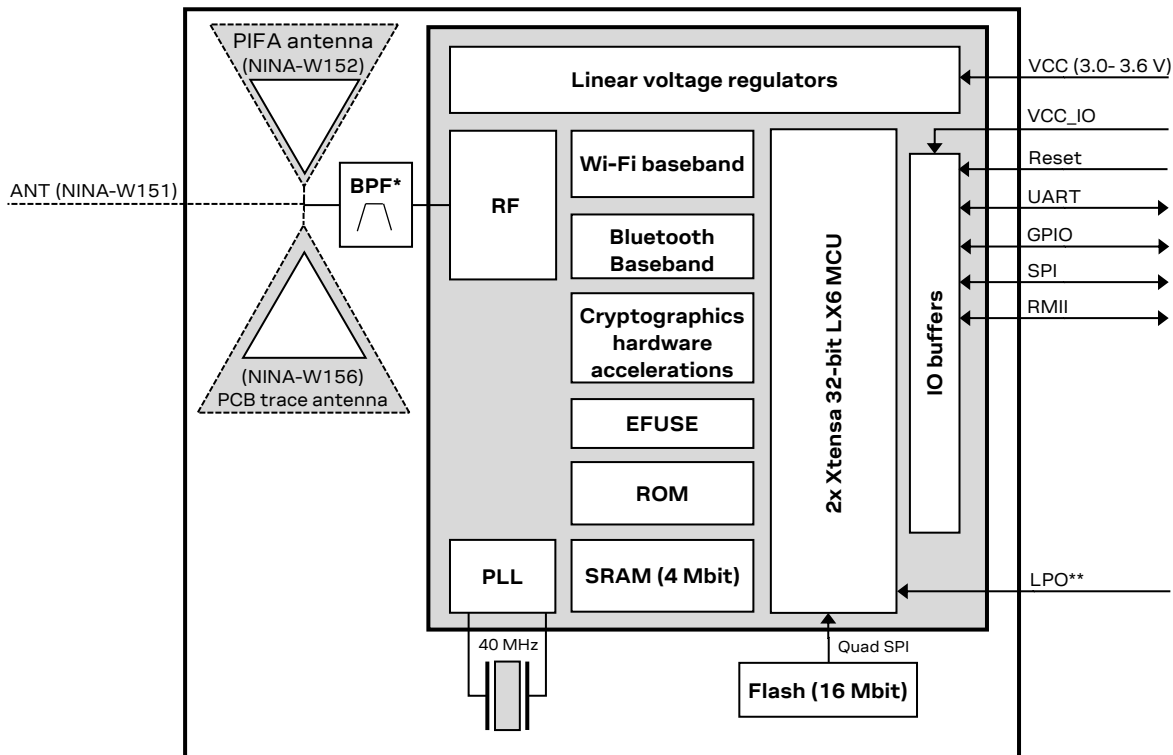 PIFA antenna
(NINA-W152)
Linear voltage regulators
VCC (3.0- 3.6 V)
VCC_IO
Reset
ANT (NINA-W151)
BPF*
RF
Wi-Fi baseband
UART
Bluetooth
Baseband
GPIO
SPI
RMII
Cryptographics
hardware
accelerations
2x Xtensa 32-bit LX6 MCU
IO buffers
(NINA-W156)
PCB trace antenna
EFUSE
ROM
PLL
SRAM (4 Mbit)
LPO**
40 MHz
Quad SPI
Flash (16 Mbit)